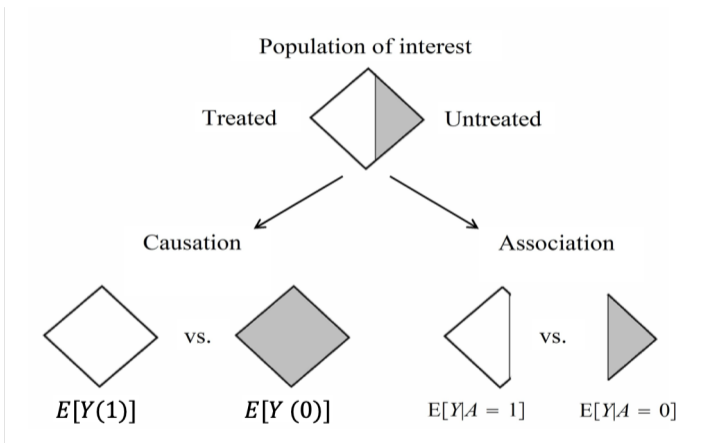 Population of interest
Treated
Untreated
Causation
Association
vs.
vs.
E[Y(1)]
E[Y (0)]
E[Y|A = 1]
E[Y|A = 0]